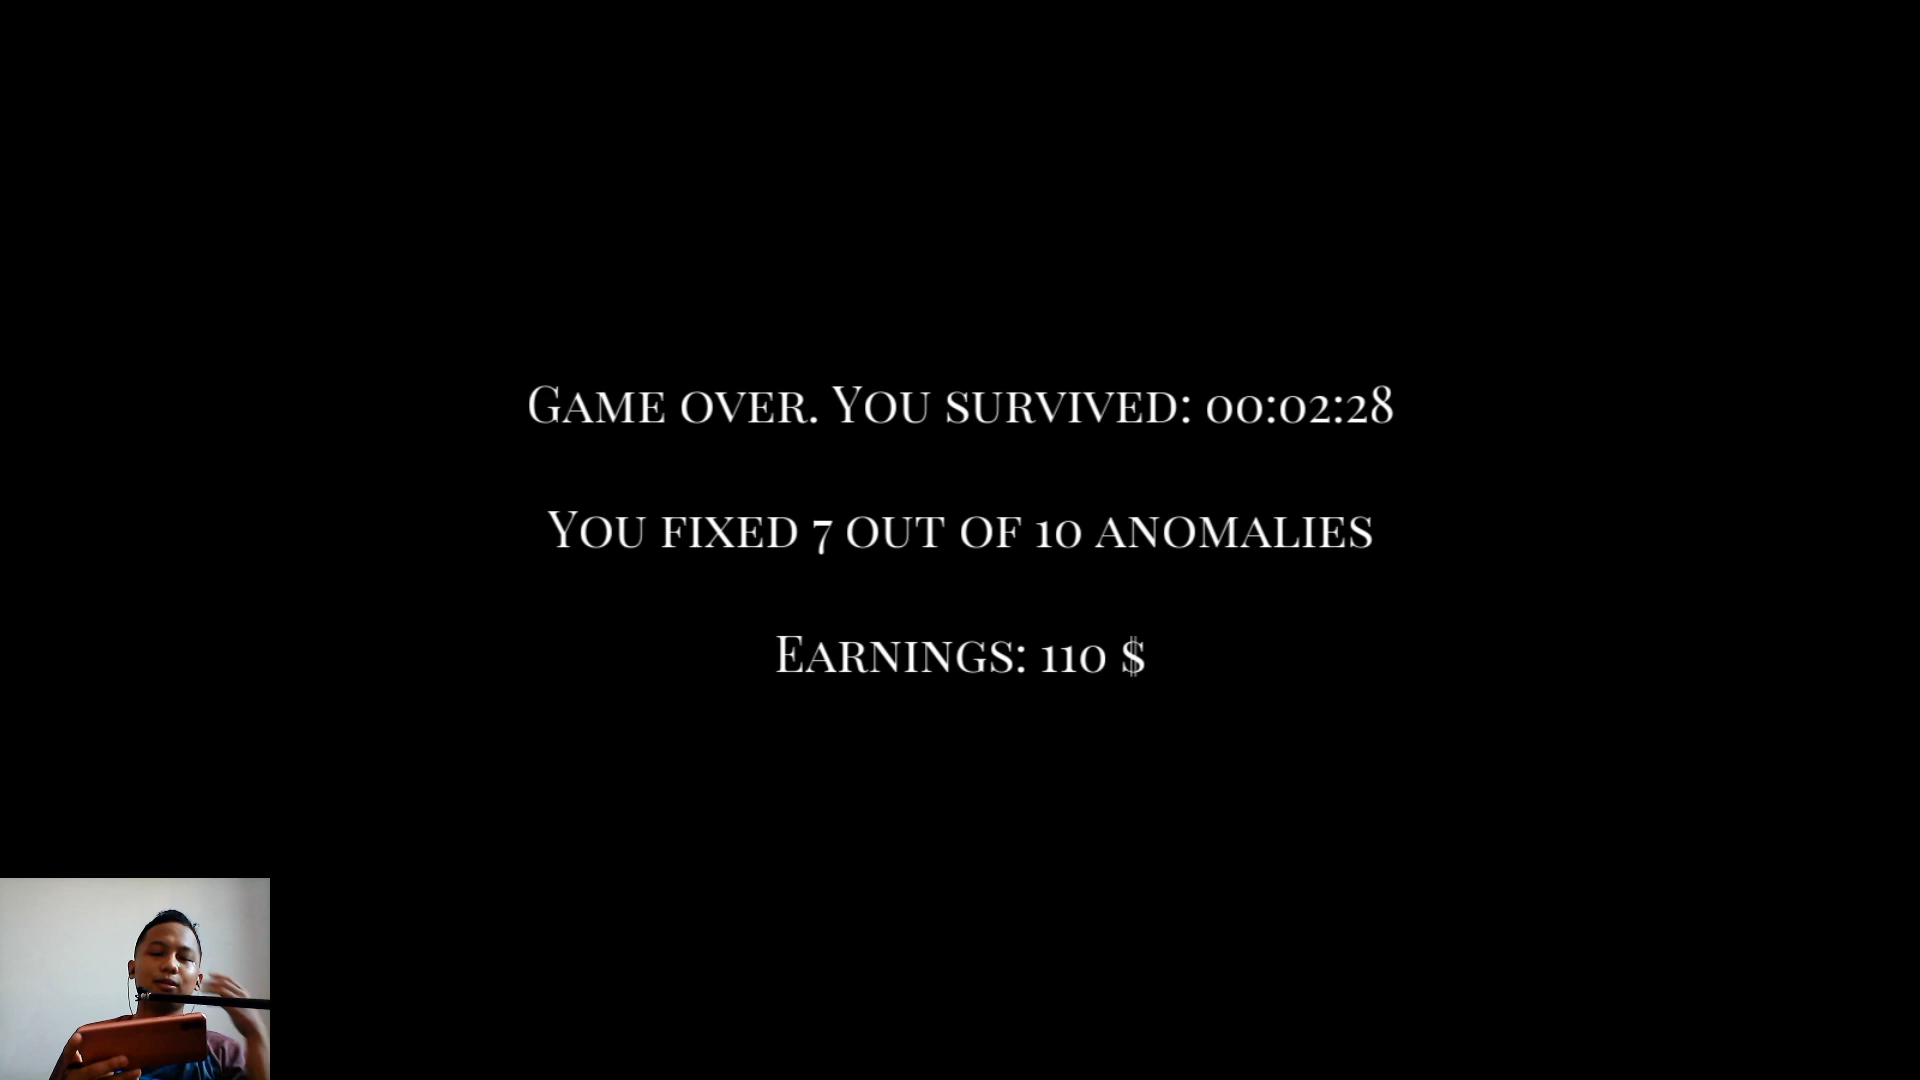 Game over. You survived: 00:02:28
You fixed 7 out of 10 anomalies
Earnings: 110 $